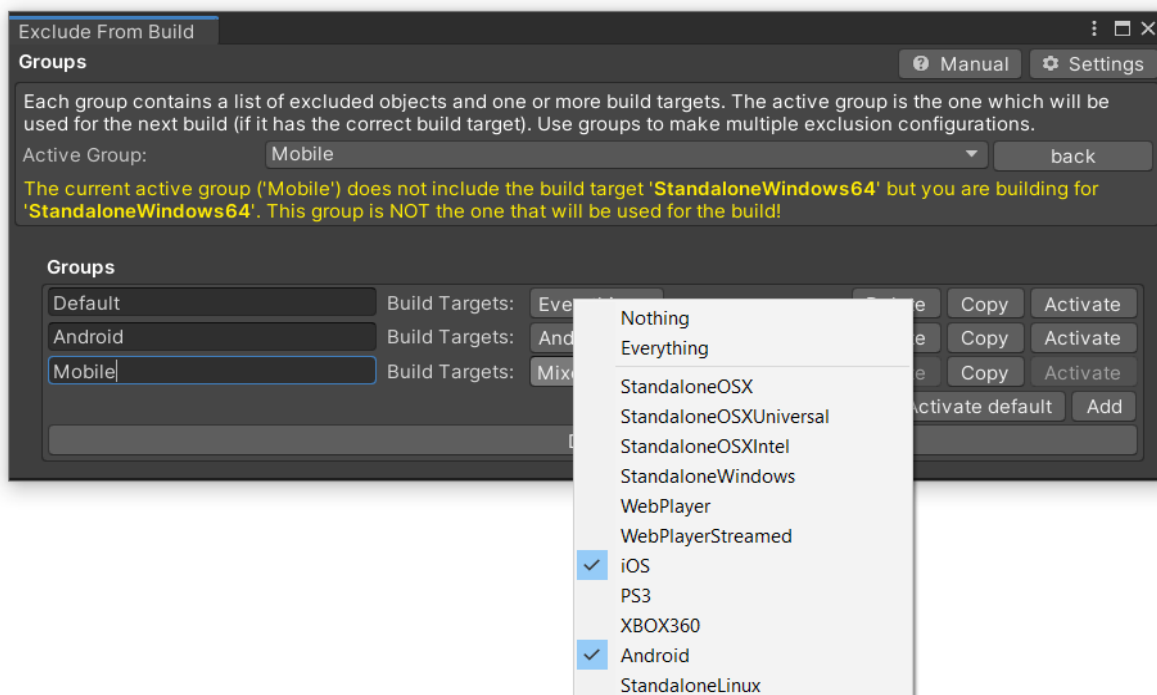 Exclude From Build
Groups
Manual
Settings
Each group contains a list of excluded objects and one or more build targets. The active group is the one which will be
used for the next build (if it has the correct build target). Use groups to make multiple exclusion configurations.
Active Group: Mobile back
The current active group ('Mobile') does not include the build target 'StandaloneWindows64' but you are building for
'StandaloneWindows64'. This group is NOT the one that will be used for the build!
Groups
Default Build Targets: Copy Activate
Android Build Targets: Copy Activate
Mobile Build Targets: Copy Activate
Activate default Add
Nothing
Everything
StandaloneOSX
StandaloneOSXUniversal
StandaloneOSXIntel
StandaloneWindows
WebPlayer
WebPlayerStreamed
iOS
PS3
XBOX360
Android
StandaloneLinux